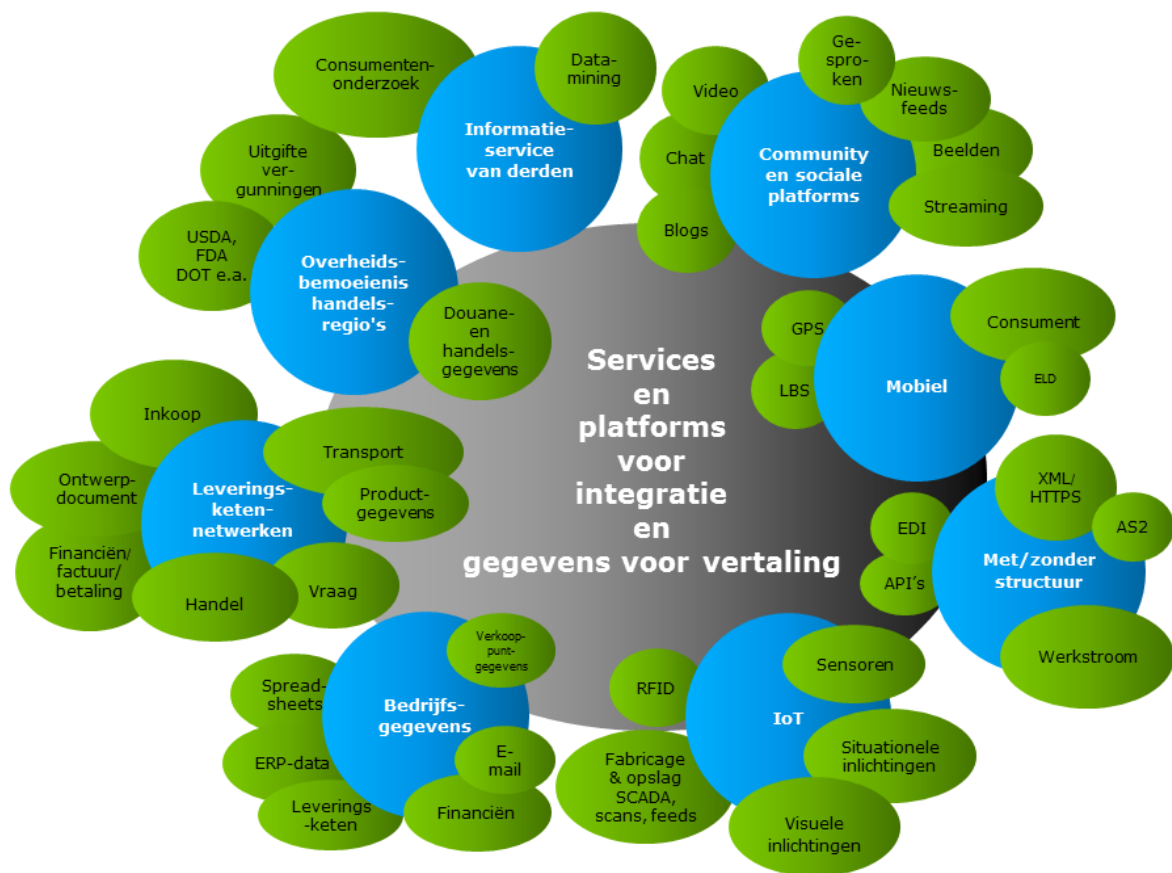 Consumenten-
onderzoek
Data-
mining
Informatie-
service
van derden
Uitgifte
ver-
gunningen
USDA,
FDA
DOT e.a.
Overheids-
bemoeienis
handels-
regio's
Douane-
en
handels-
gegevens
Video
Chat
Blogs
Ge-
spro-
ken
Nieuws-
feeds
Beelden
Streaming
Community
en sociale
platforms
GPS
LBS
Consument
ELD
Mobiel
Services
en
platforms
voor
integratie
en
gegevens voor vertaling
Inkoop
Transport
Ontwerp-
document
Product-
gegevens
Leverings-
keten-
netwerken
Financiën/
factuur/
betaling
Handel
Vraag
XML/
HTTPS
AS2
EDI
API’s
Met/zonder
structuur
Werkstroom
Verkoop-
punt-
gegevens
Spread-
sheets
Bedrijfs-
gegevens
ERP-data
E-
mail
Leverings
-keten
Financiën
RFID
Sensoren
IoT
Situationele
inlichtingen
Fabricage
& opslag
SCADA,
scans, feeds
Visuele
inlichtingen